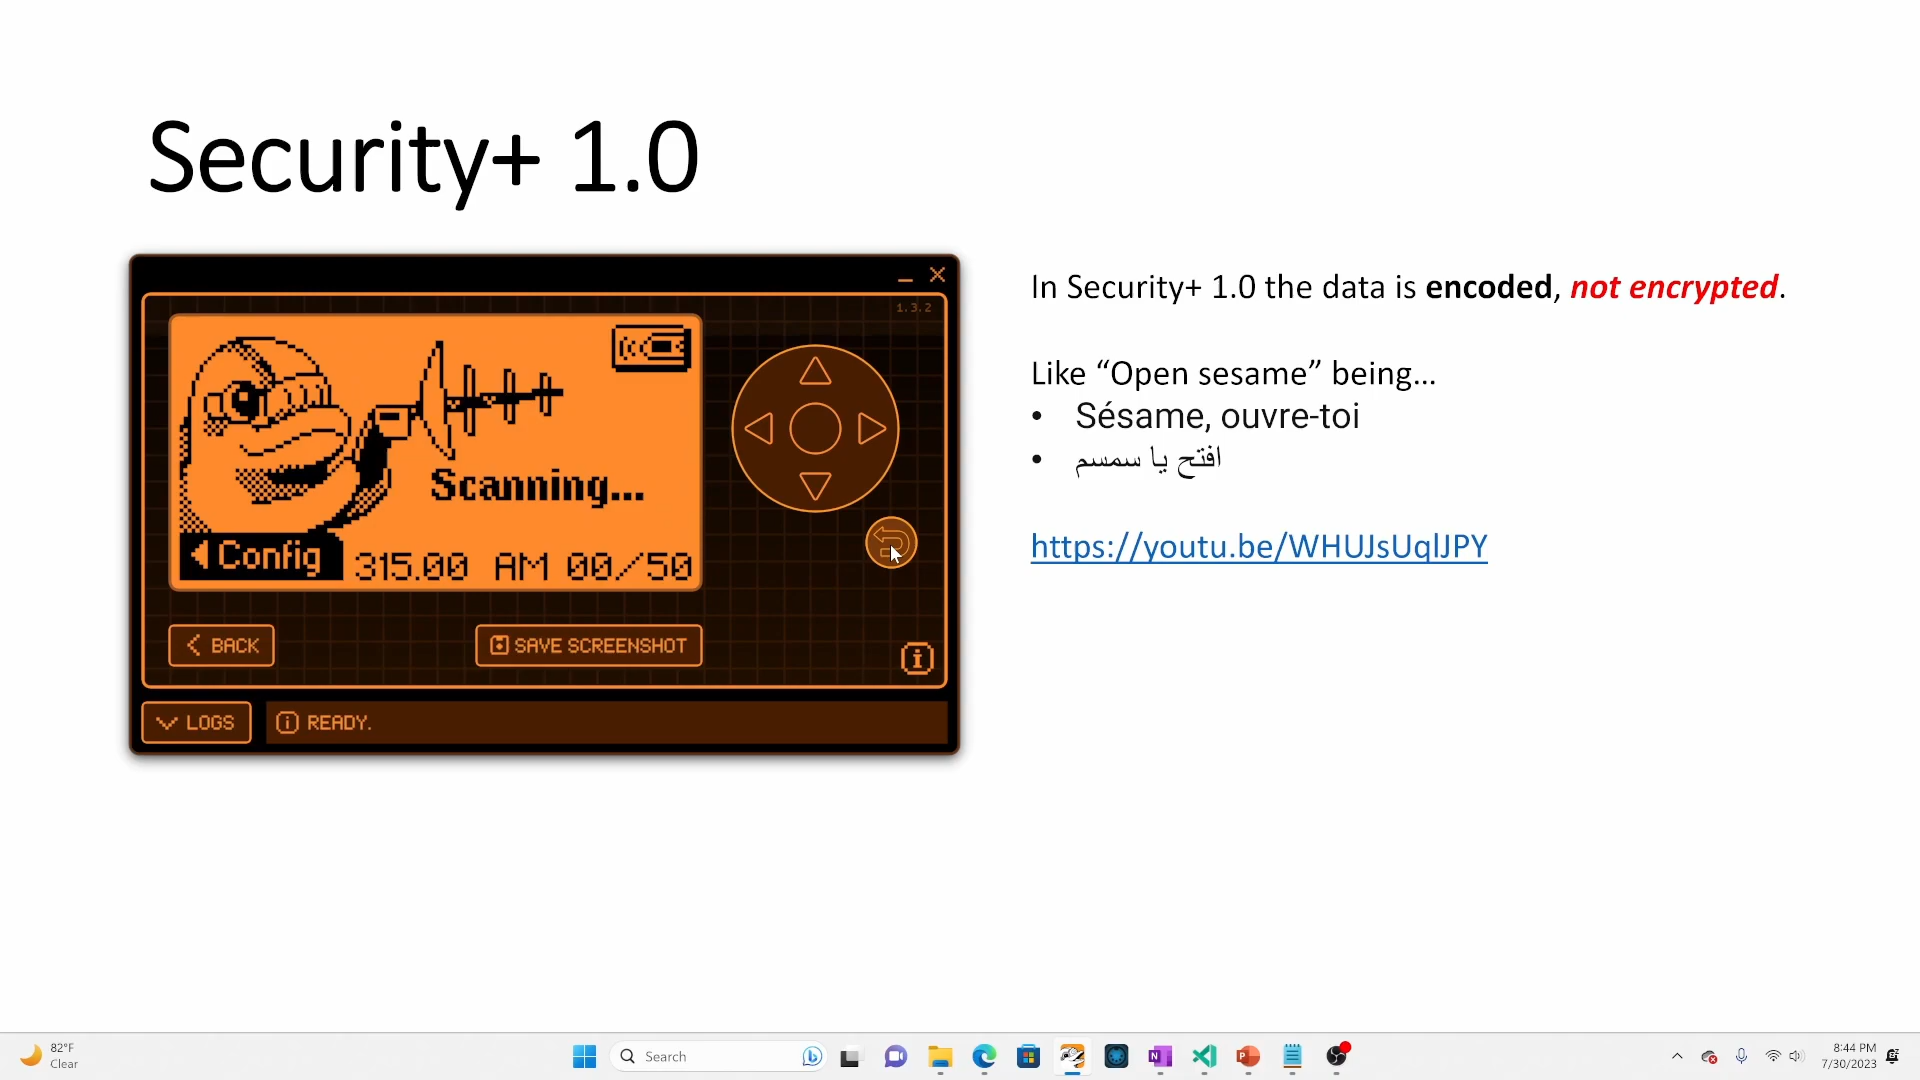 Security+ 1.0
1.3.2
Scanning...
Config
315.00 AM 00/50
BACK
SAVE SCREENSHOT
LOGS
READY.
In Security+ 1.0 the data is encoded, not encrypted.
Like “Open sesame” being...
• Sésame, ouvre-toi
• افتح يا سمسم
https://youtu.be/WHUJsUqlJPY
82°F
Clear
Search
8:44 PM
7/30/2023